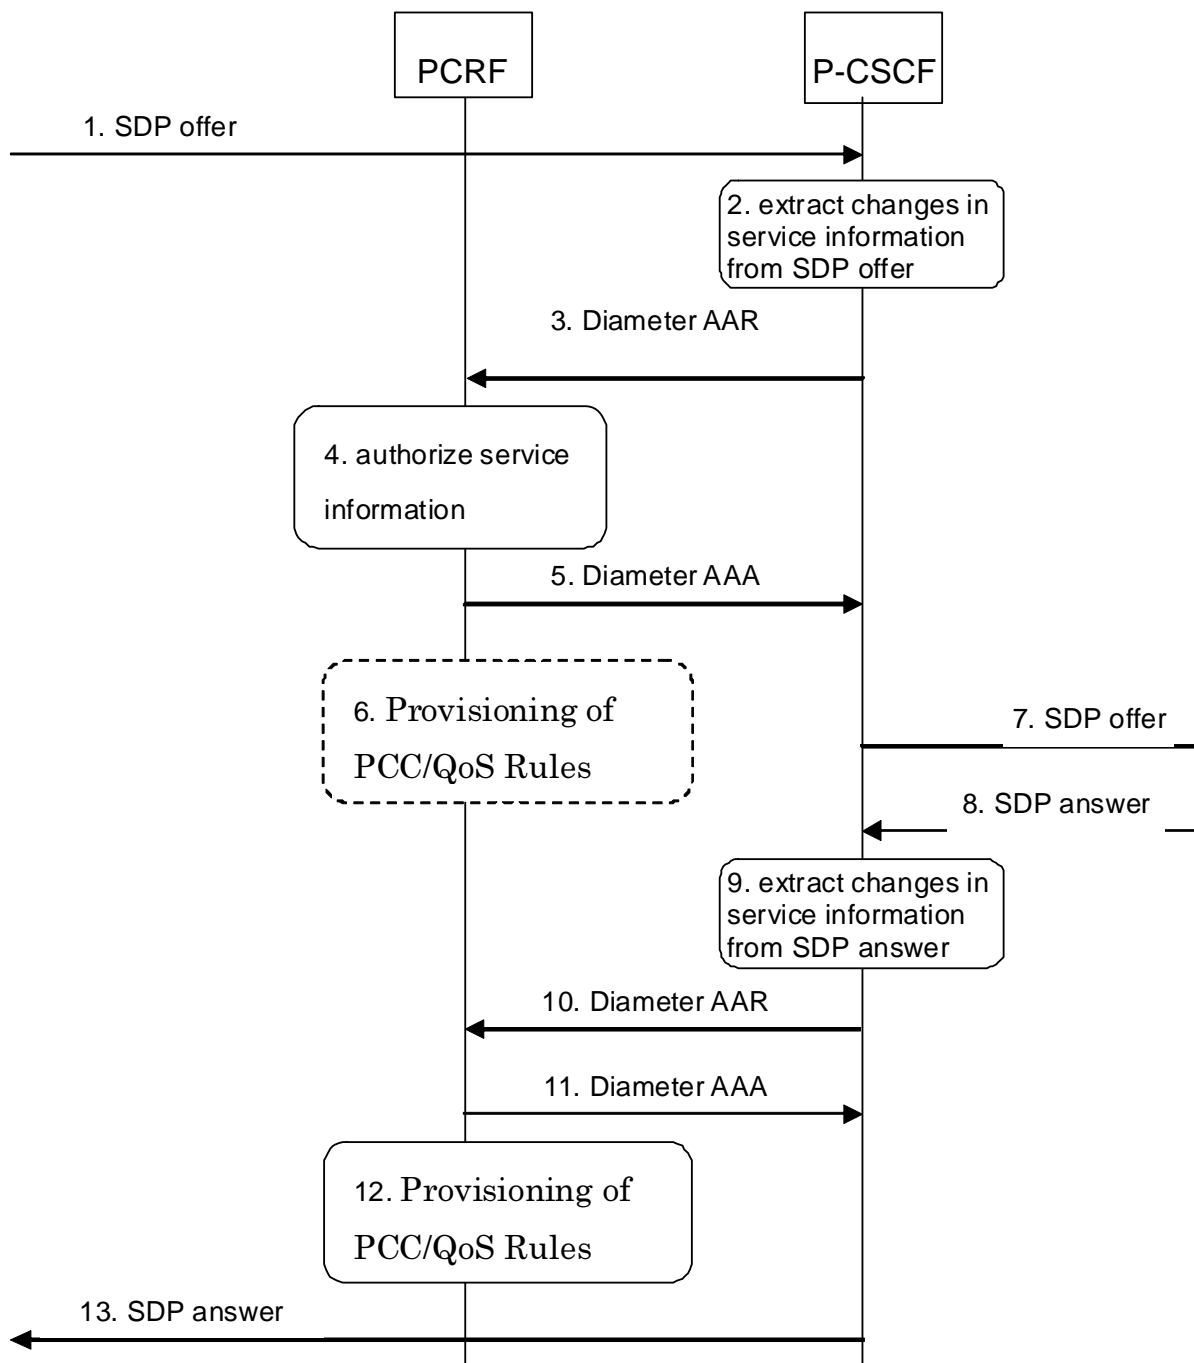 PCRF
P-CSCF
1. SDP offer
2. extract changes in
service information
from SDP offer
3. Diameter AAR
4. authorize service
information
5. Diameter AAA
6. Provisioning of
PCC/QoS Rules
7. SDP offer
8. SDP answer
9. extract changes in
service information
from SDP answer
10. Diameter AAR
11. Diameter AAA
12. Provisioning of
PCC/QoS Rules
13. SDP answer